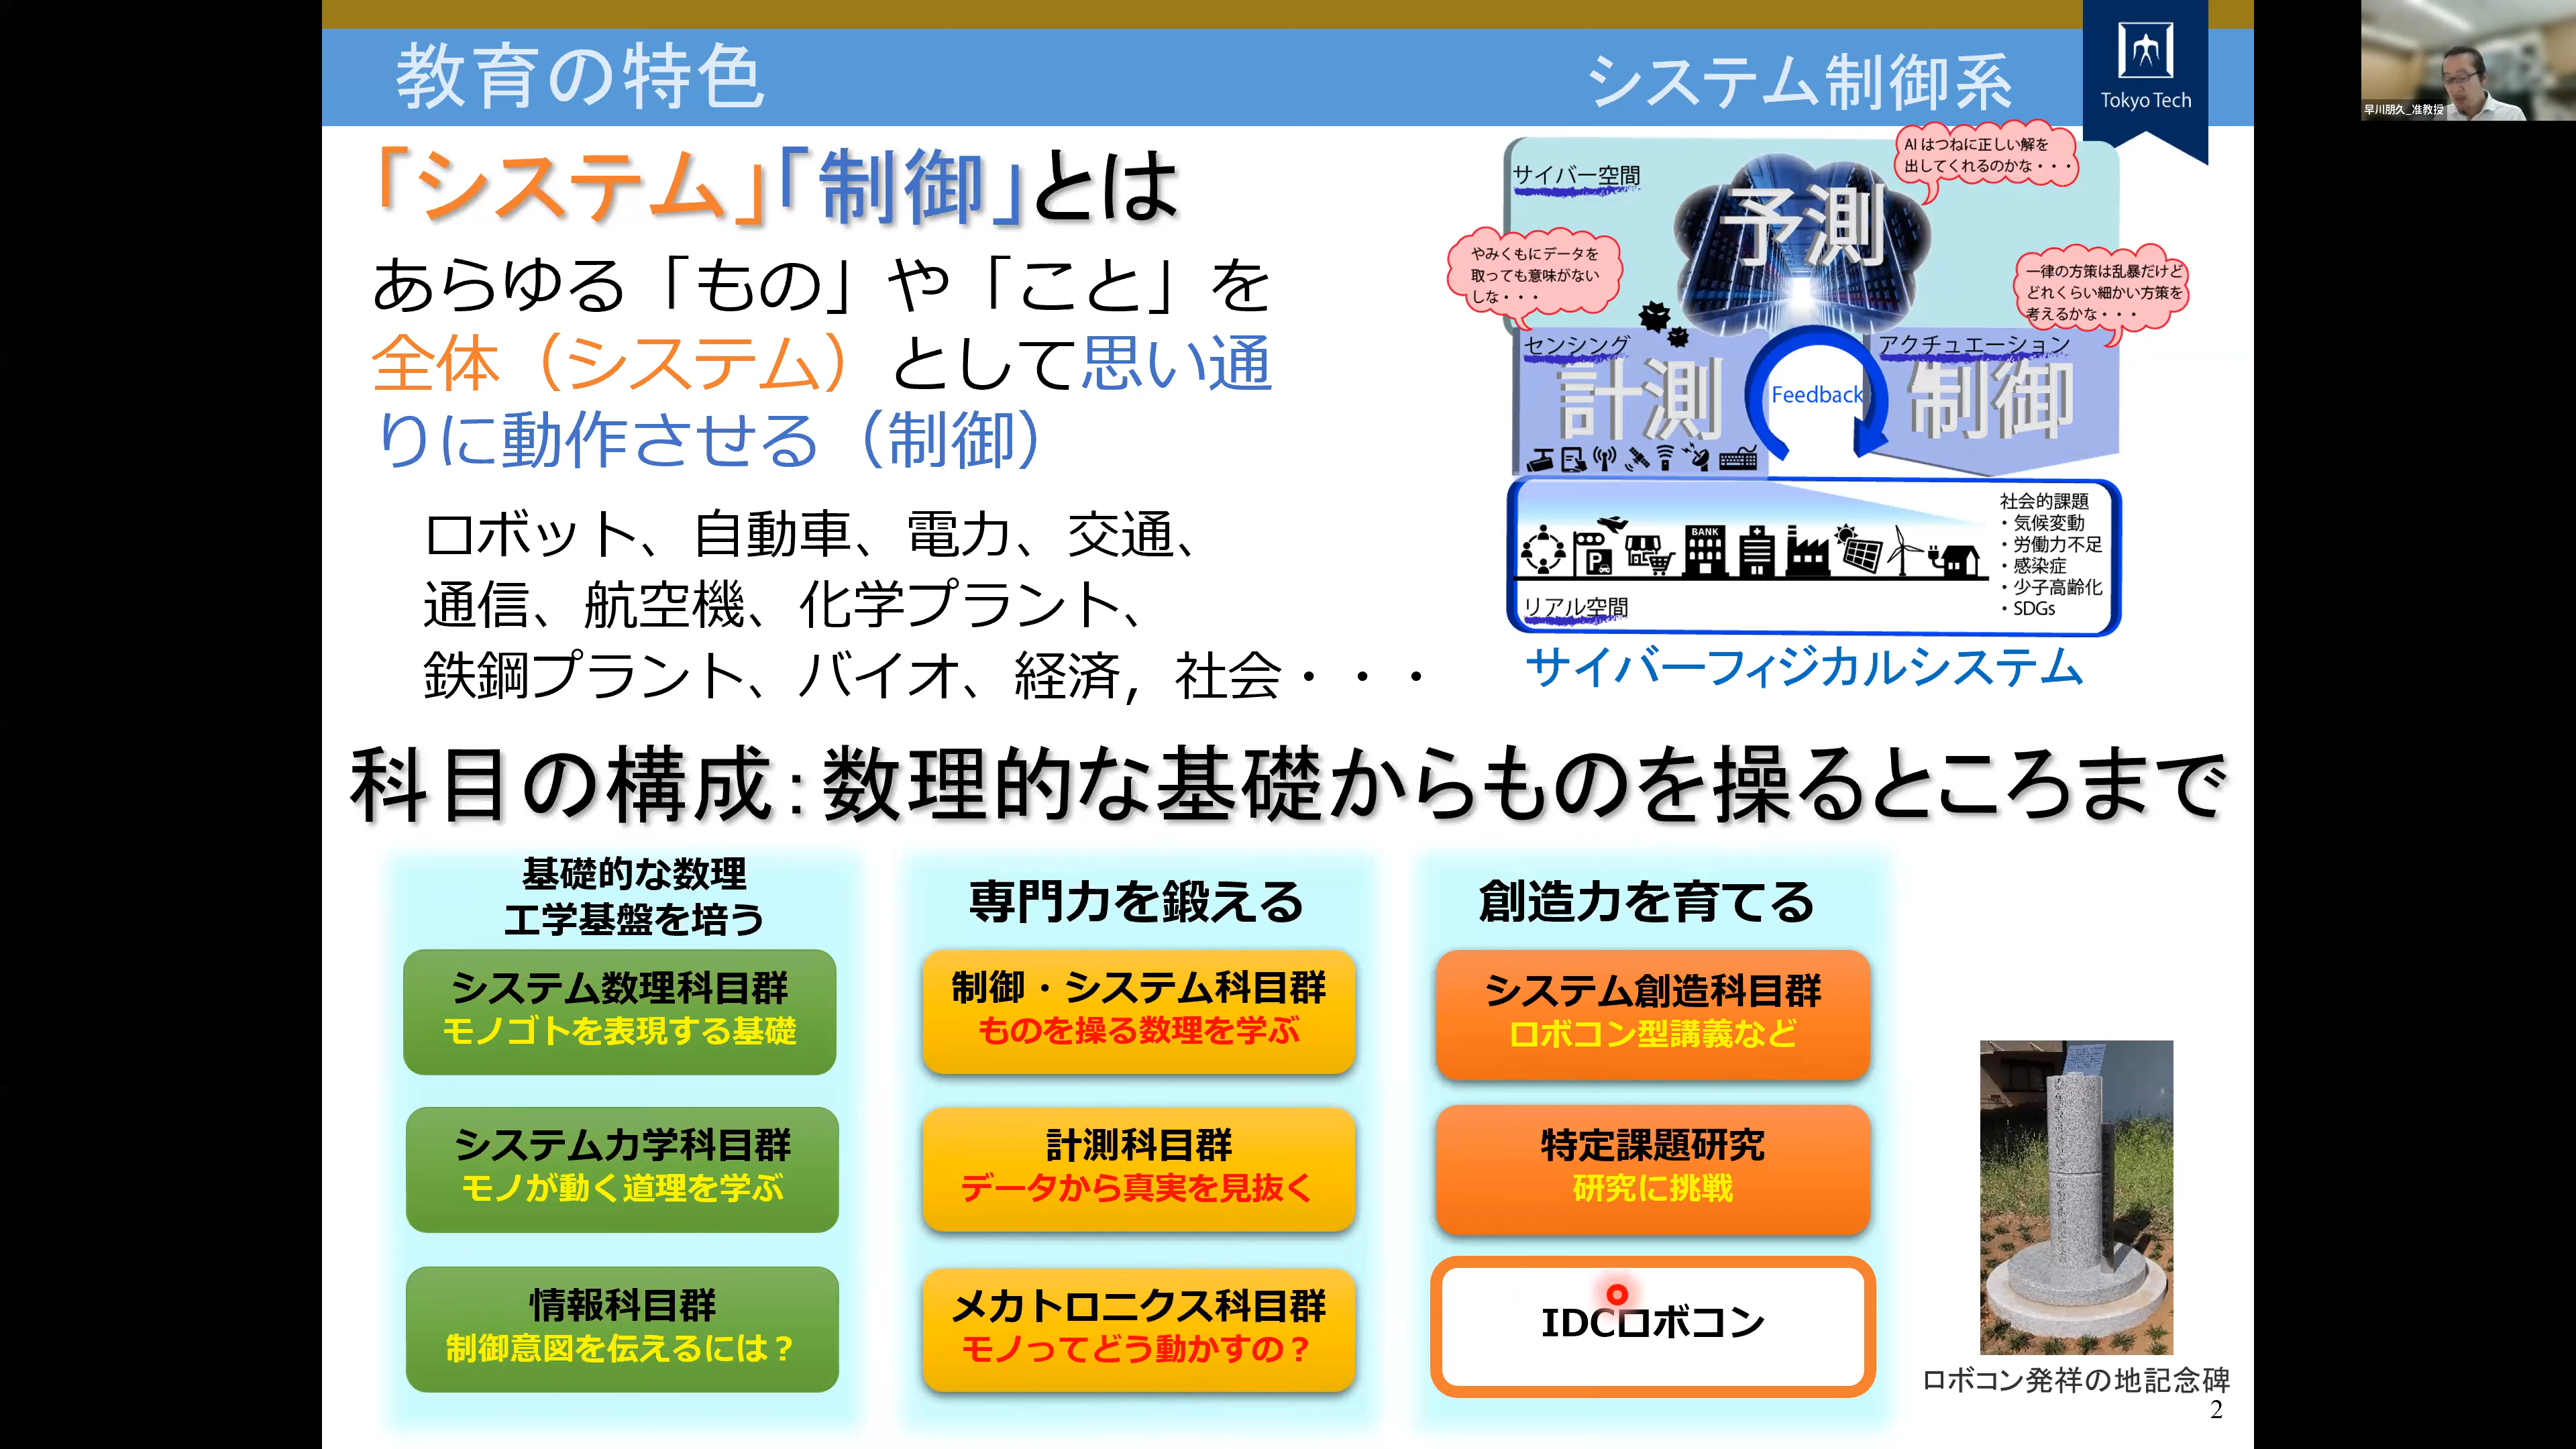 教育の特色
システム制御系
Tokyo Tech
早川朋久_准教授
「システム」「制御」とは
あらゆる「もの」や「こと」を
全体（システム）として思い通
りに動作させる（制御）
ロボット、自動車、電力、交通、
通信、航空機、化学プラント、
鉄鋼プラント、バイオ、経済，社会・・・
サイバー空間
予測
AIはつねに正しい解を
出してくれるのかな・・・
やみくもにデータを
取っても意味がない
しな・・・
一律の方策は乱暴だけど
どれくらい細かい方策を
考えるかな・・・
センシング
計測
Feedback
アクチュエーション
制御
BANK
P
社会的課題
・気候変動
・労働力不足
・感染症
・少子高齢化
・SDGs
リアル空間
サイバーフィジカルシステム
科目の構成：数理的な基礎からものを操るところまで
基礎的な数理
工学基盤を培う
システム数理科目群
モノゴトを表現する基礎
システム力学科目群
モノが動く道理を学ぶ
情報科目群
制御意図を伝えるには？
専門力を鍛える
制御・システム科目群
ものを操る数理を学ぶ
計測科目群
データから真実を見抜く
メカトロニクス科目群
モノってどう動かすの？
創造力を育てる
システム創造科目群
ロボコン型講義など
特定課題研究
研究に挑戦
IDCロボコン
ロボコン発祥の地記念碑
2